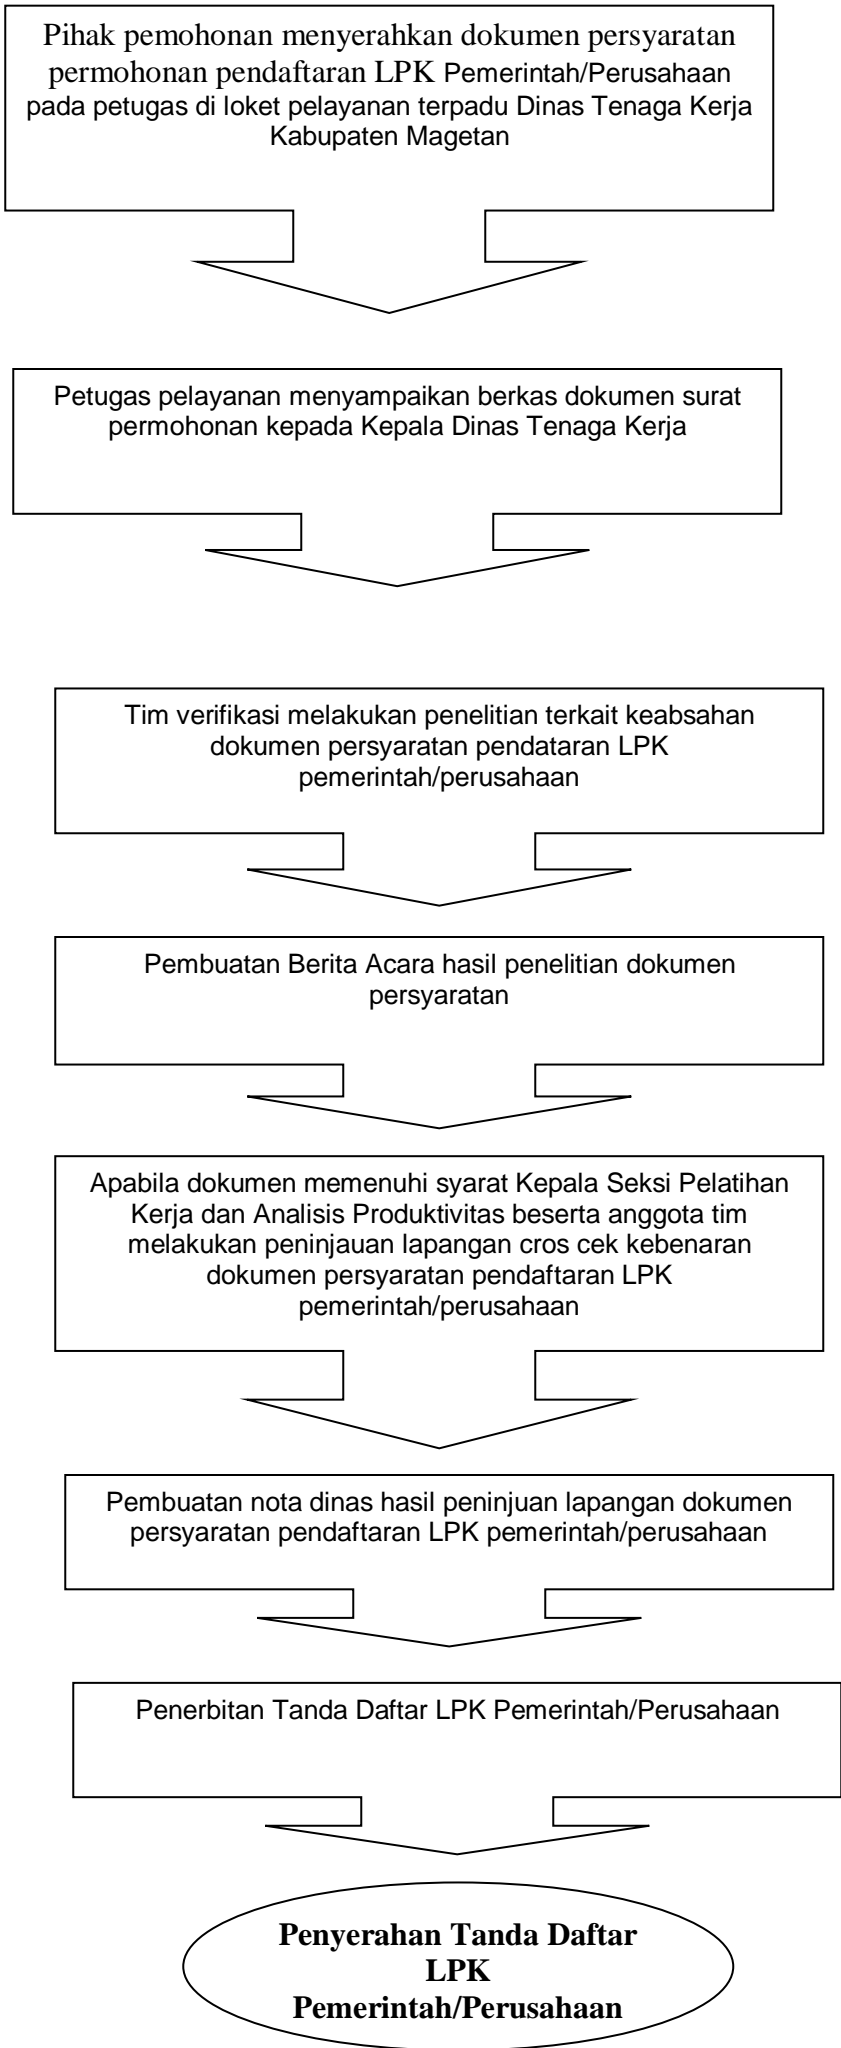 Pihak pemohonan menyerahkan dokumen persyaratan
permohonan pendaftaran LPK Pemerintah/Perusahaan
pada petugas di loket pelayanan terpadu Dinas Tenaga Kerja
Kabupaten Magetan
Petugas pelayanan menyampaikan berkas dokumen surat
permohonan kepada Kepala Dinas Tenaga Kerja
Tim verifikasi melakukan penelitian terkait keabsahan
dokumen persyaratan pendataran LPK
pemerintah/perusahaan
Pembuatan Berita Acara hasil penelitian dokumen
persyaratan
Apabila dokumen memenuhi syarat Kepala Seksi Pelatihan
Kerja dan Analisis Produktivitas beserta anggota tim
melakukan peninjauan lapangan cros cek kebenaran
dokumen persyaratan pendaftaran LPK
pemerintah/perusahaan
Pembuatan nota dinas hasil peninjuan lapangan dokumen
persyaratan pendaftaran LPK pemerintah/perusahaan
Penerbitan Tanda Daftar LPK Pemerintah/Perusahaan
Penyerahan Tanda Daftar
LPK
Pemerintah/Perusahaan